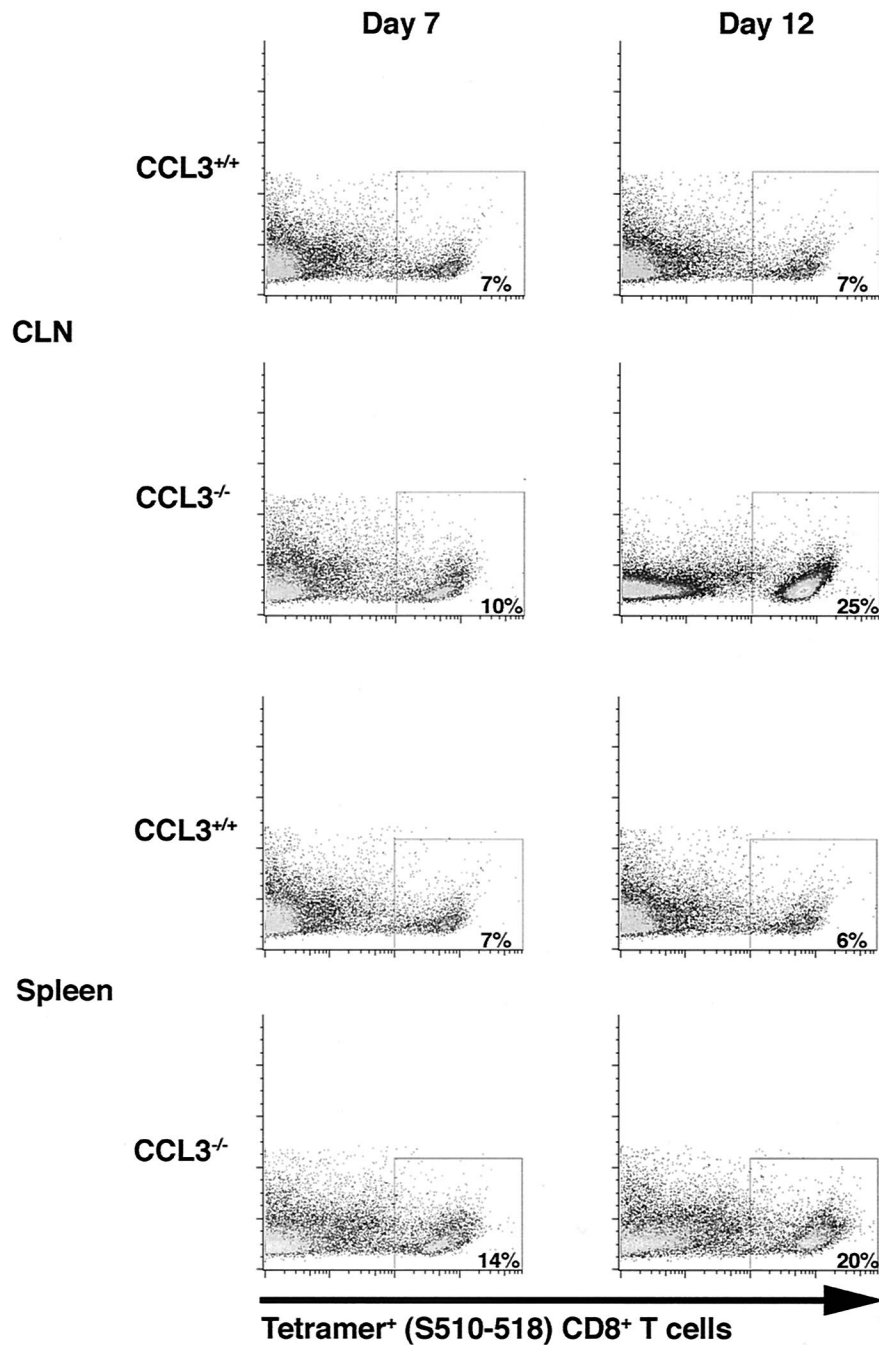 Day 7 Day 12
CCL3+/+
7% 7%
CLN
CCL3-/-
10% 25%
CCL3+/+
7% 6%
Spleen
CCL3-/-
14% 20%
Tetramer+ (S510-518) CD8+ T cells